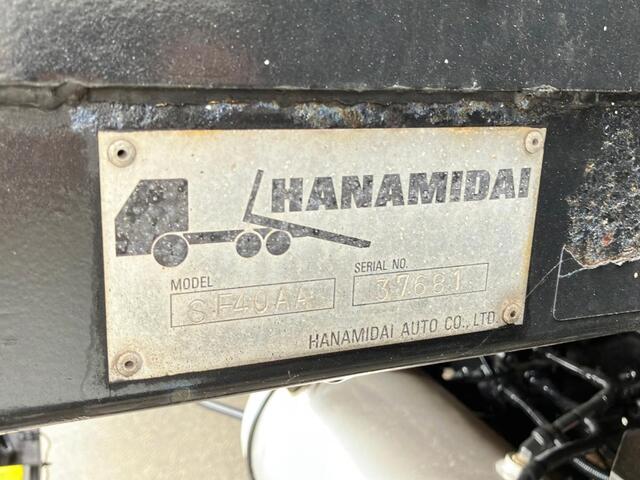 HANAMIDAI
MODEL
SF40AA
SERIAL NO.
37681
HANAMIDAI AUTO CO., LTD.